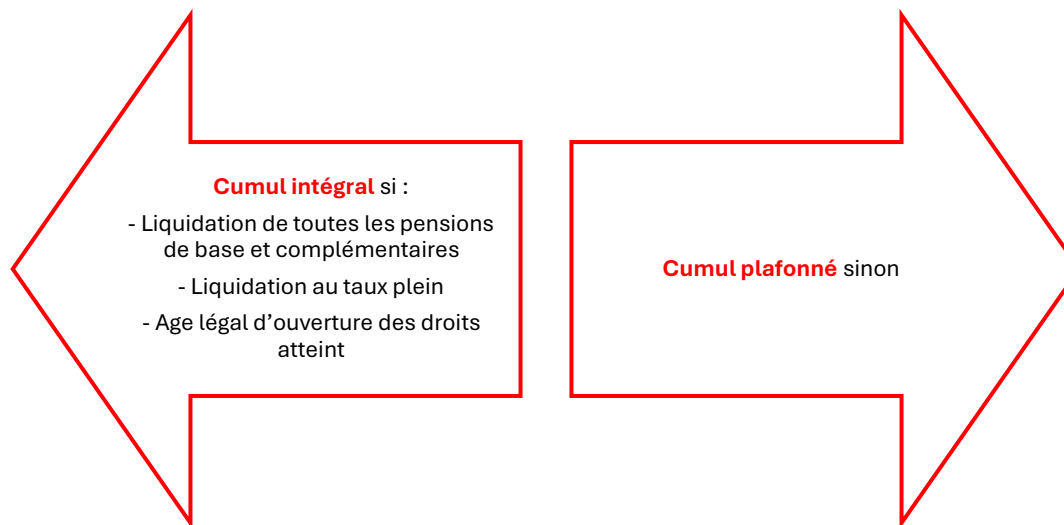 Cumul intégral si :
- Liquidation de toutes les pensions
de base et complémentaires
- Liquidation au taux plein
- Age légal d’ouverture des droits
atteint
Cumul plafonné sinon